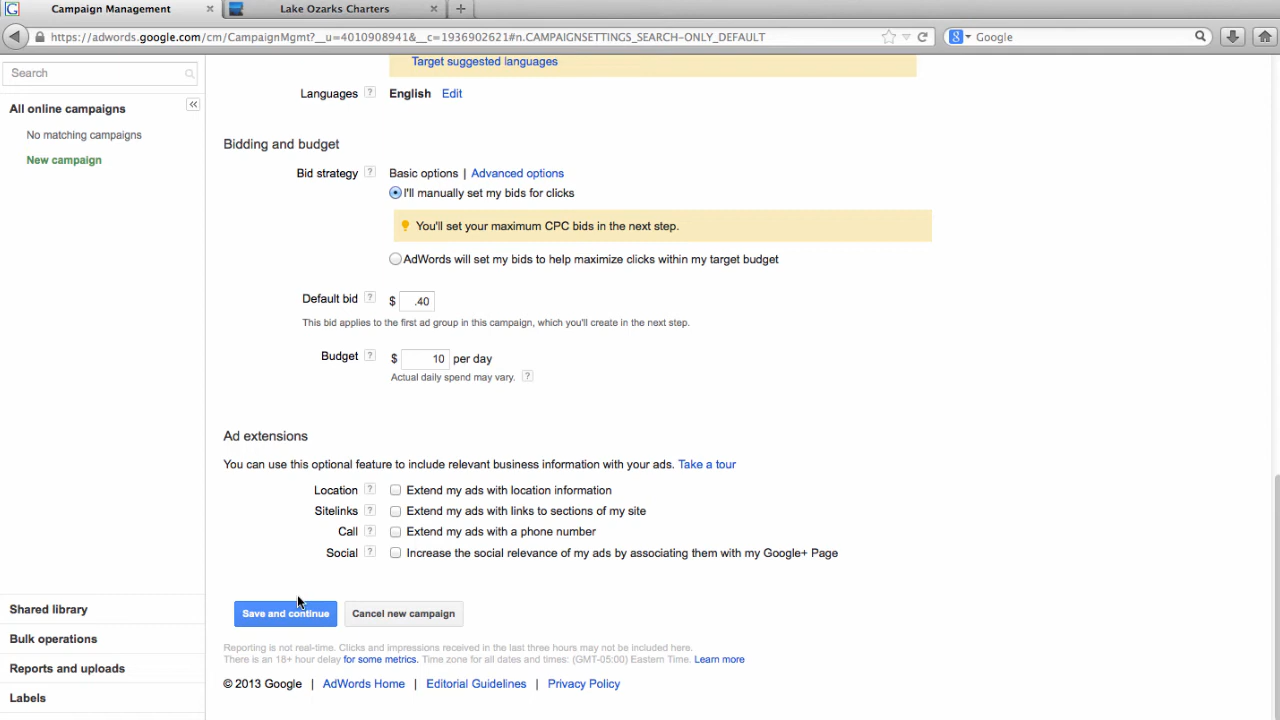 Campaign Management
Lake Ozarks Charters
https://adwords.google.com/cm/CampaignMgmt?__u=4010908941&__c=1936902621#n.CAMPAIGNSETTINGS_SEARCH-ONLY_DEFAULT
Google
Search
All online campaigns
No matching campaigns
New campaign
Target suggested languages
Languages ? English Edit
Bidding and budget
Bid strategy ? Basic options | Advanced options
I'll manually set my bids for clicks
You'll set your maximum CPC bids in the next step.
AdWords will set my bids to help maximize clicks within my target budget
Default bid ? $ .40
This bid applies to the first ad group in this campaign, which you'll create in the next step.
Budget ? $ 10 per day
Actual daily spend may vary. ?
Ad extensions
You can use this optional feature to include relevant business information with your ads. Take a tour
Location ? Extend my ads with location information
Sitelinks ? Extend my ads with links to sections of my site
Call ? Extend my ads with a phone number
Social ? Increase the social relevance of my ads by associating them with my Google+ Page
Save and continue Cancel new campaign
Reporting is not real-time. Clicks and impressions received in the last three hours may not be included here.
There is an 18+ hour delay for some metrics. Time zone for all dates and times: (GMT-05:00) Eastern Time. Learn more
© 2013 Google | AdWords Home | Editorial Guidelines | Privacy Policy
Shared library
Bulk operations
Reports and uploads
Labels